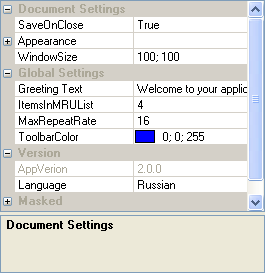 Document Settings
SaveOnClose True
Appearance
WindowSize 100; 100
Global Settings
Greeting Text Welcome to your applic
ItemsInMRUList 4
MaxRepeatRate 16
ToolbarColor 0; 0; 255
Version
AppVerion 2.0.0
Language Russian
Masked
Document Settings